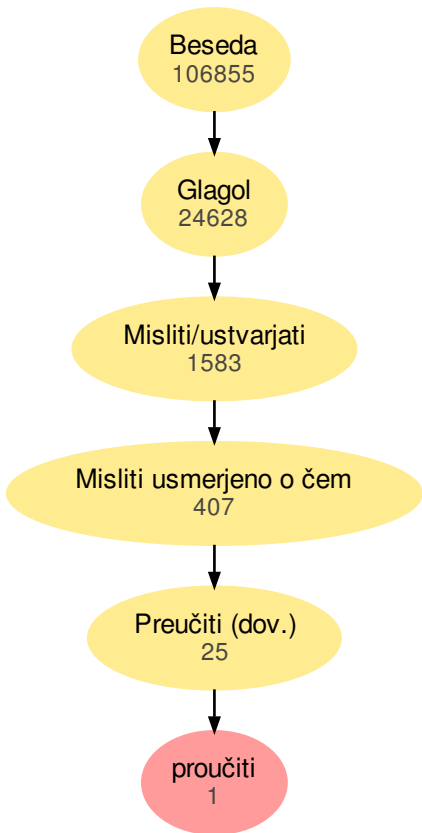 Beseda
106855
Glagol
24628
Misliti/ustvarjati
1583
Misliti usmerjeno o čem
407
Preučiti (dov.)
25
proučiti
1